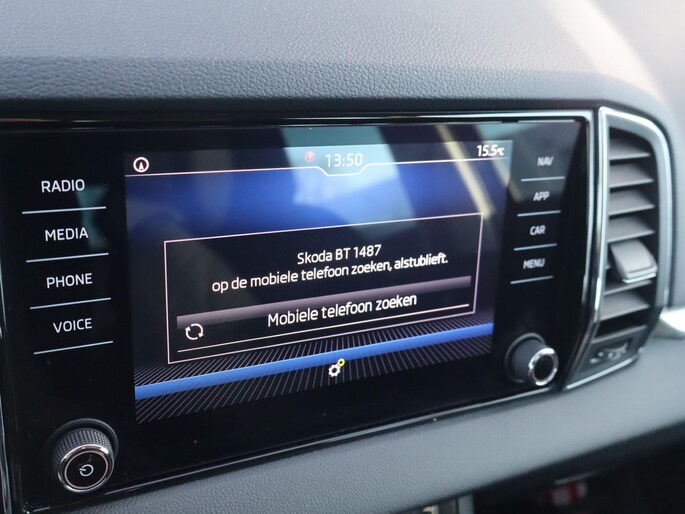 RADIO
MEDIA
PHONE
VOICE
13:50
15.5°C
Skoda BT 1487
op de mobiele telefoon zoeken, alstublieft.
Mobiele telefoon zoeken
NAV
APP
CAR
MENU